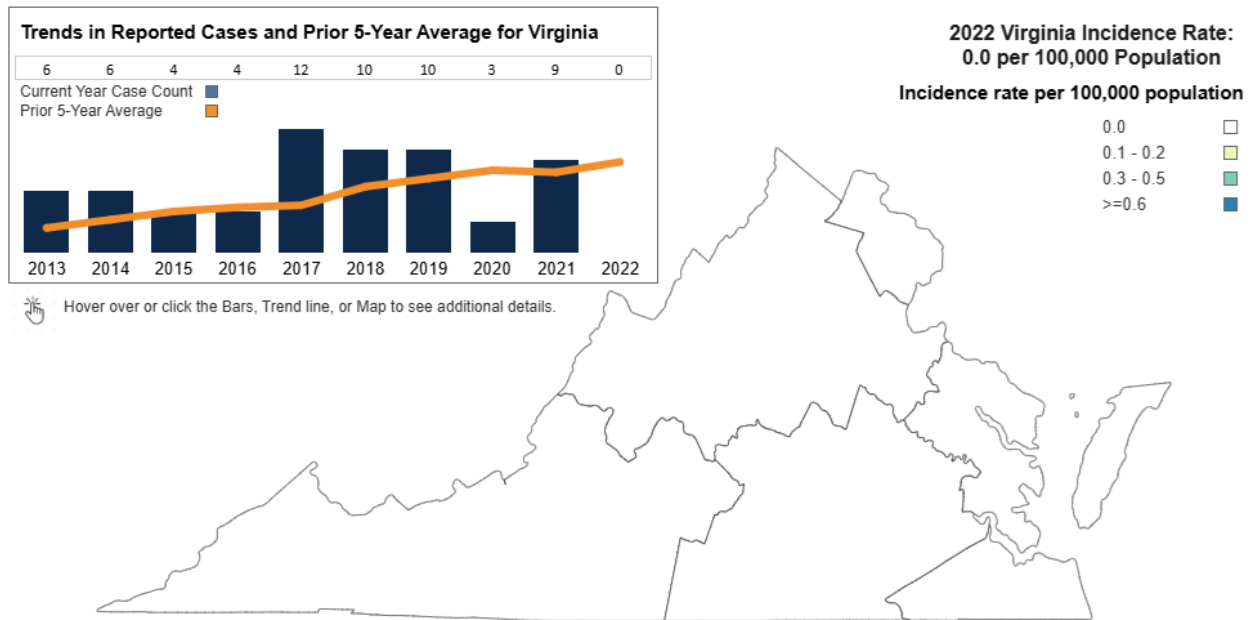 Trends in Reported Cases and Prior 5-Year Average for Virginia
6 6 4 4 12 10 10 3 9 0
Current Year Case Count
Prior 5-Year Average
2013 2014 2015 2016 2017 2018 2019 2020 2021 2022
Hover over or click the Bars, Trend line, or Map to see additional details.
2022 Virginia Incidence Rate:
0.0 per 100,000 Population
Incidence rate per 100,000 population
0.0
0.1 - 0.2
0.3 - 0.5
>=0.6